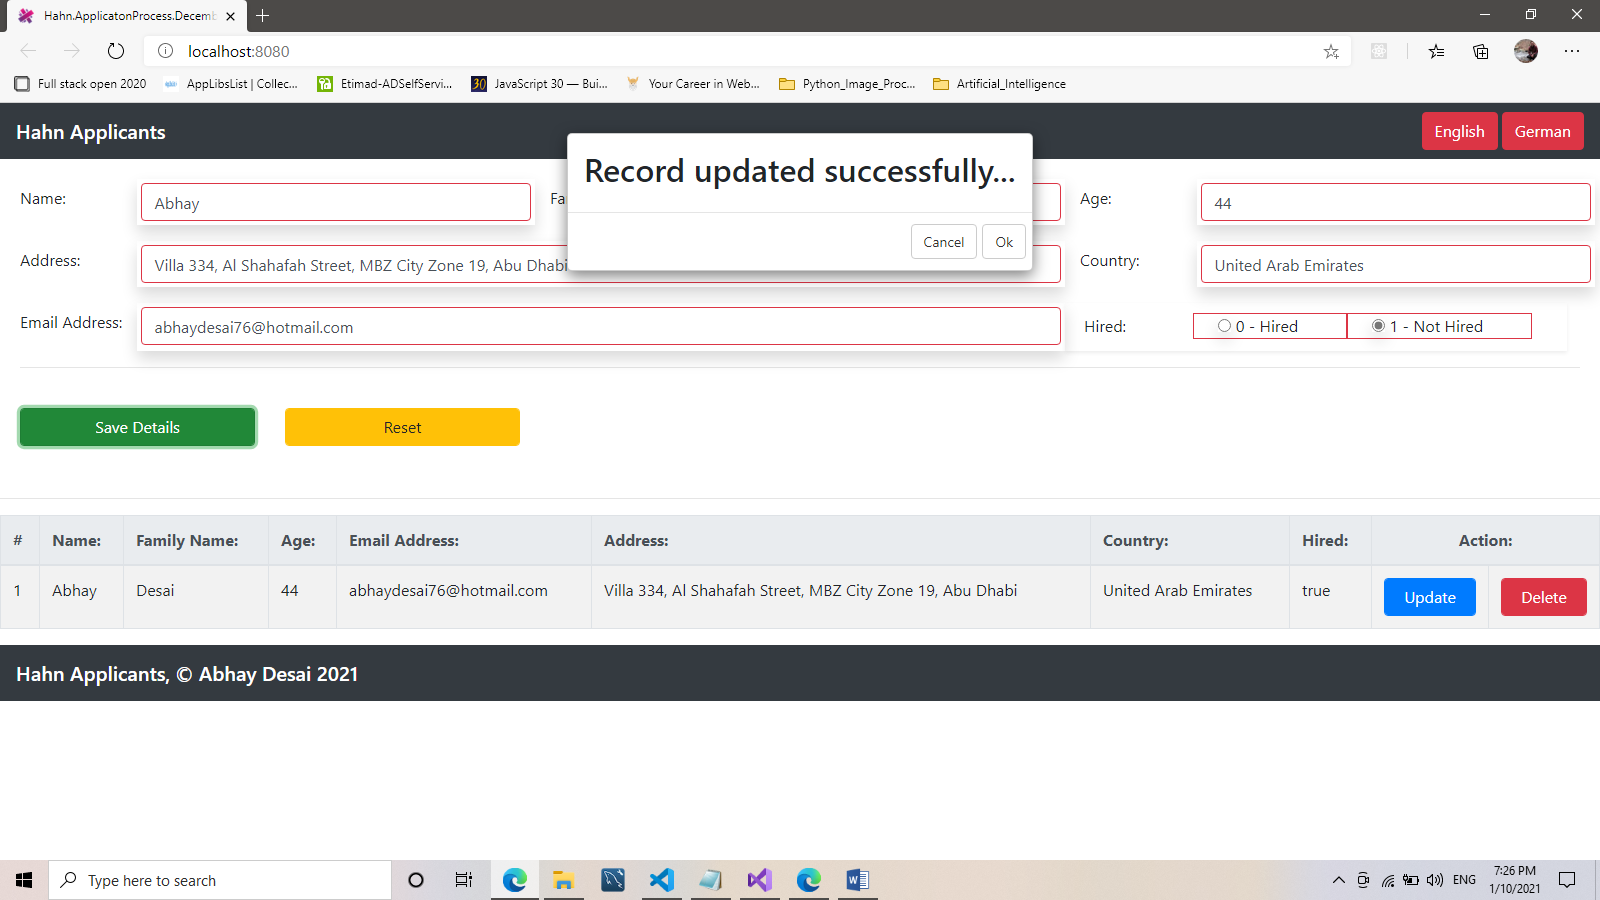 Hahn.ApplicatonProcess.Decemb
localhost:8080
Full stack open 2020
AppLibsList | Collec...
Etimad-ADSelfServi...
30
JavaScript 30 — Bui...
Your Career in Web...
Python_Image_Proc...
Artificial_Intelligence
Hahn Applicants
English
German
Record updated successfully...
Cancel
Ok
Name:
Abhay
Fa
Age:
44
Address:
Villa 334, Al Shahafah Street, MBZ City Zone 19, Abu Dhabi
Country:
United Arab Emirates
Email Address:
abhaydesai76@hotmail.com
Hired:
0 - Hired
1 - Not Hired
Save Details
Reset
# Name: Family Name: Age: Email Address: Address: Country: Hired: Action:
1 Abhay Desai 44 abhaydesai76@hotmail.com Villa 334, Al Shahafah Street, MBZ City Zone 19, Abu Dhabi United Arab Emirates true Update Delete
Hahn Applicants, © Abhay Desai 2021
Type here to search
ENG
7:26 PM
1/10/2021